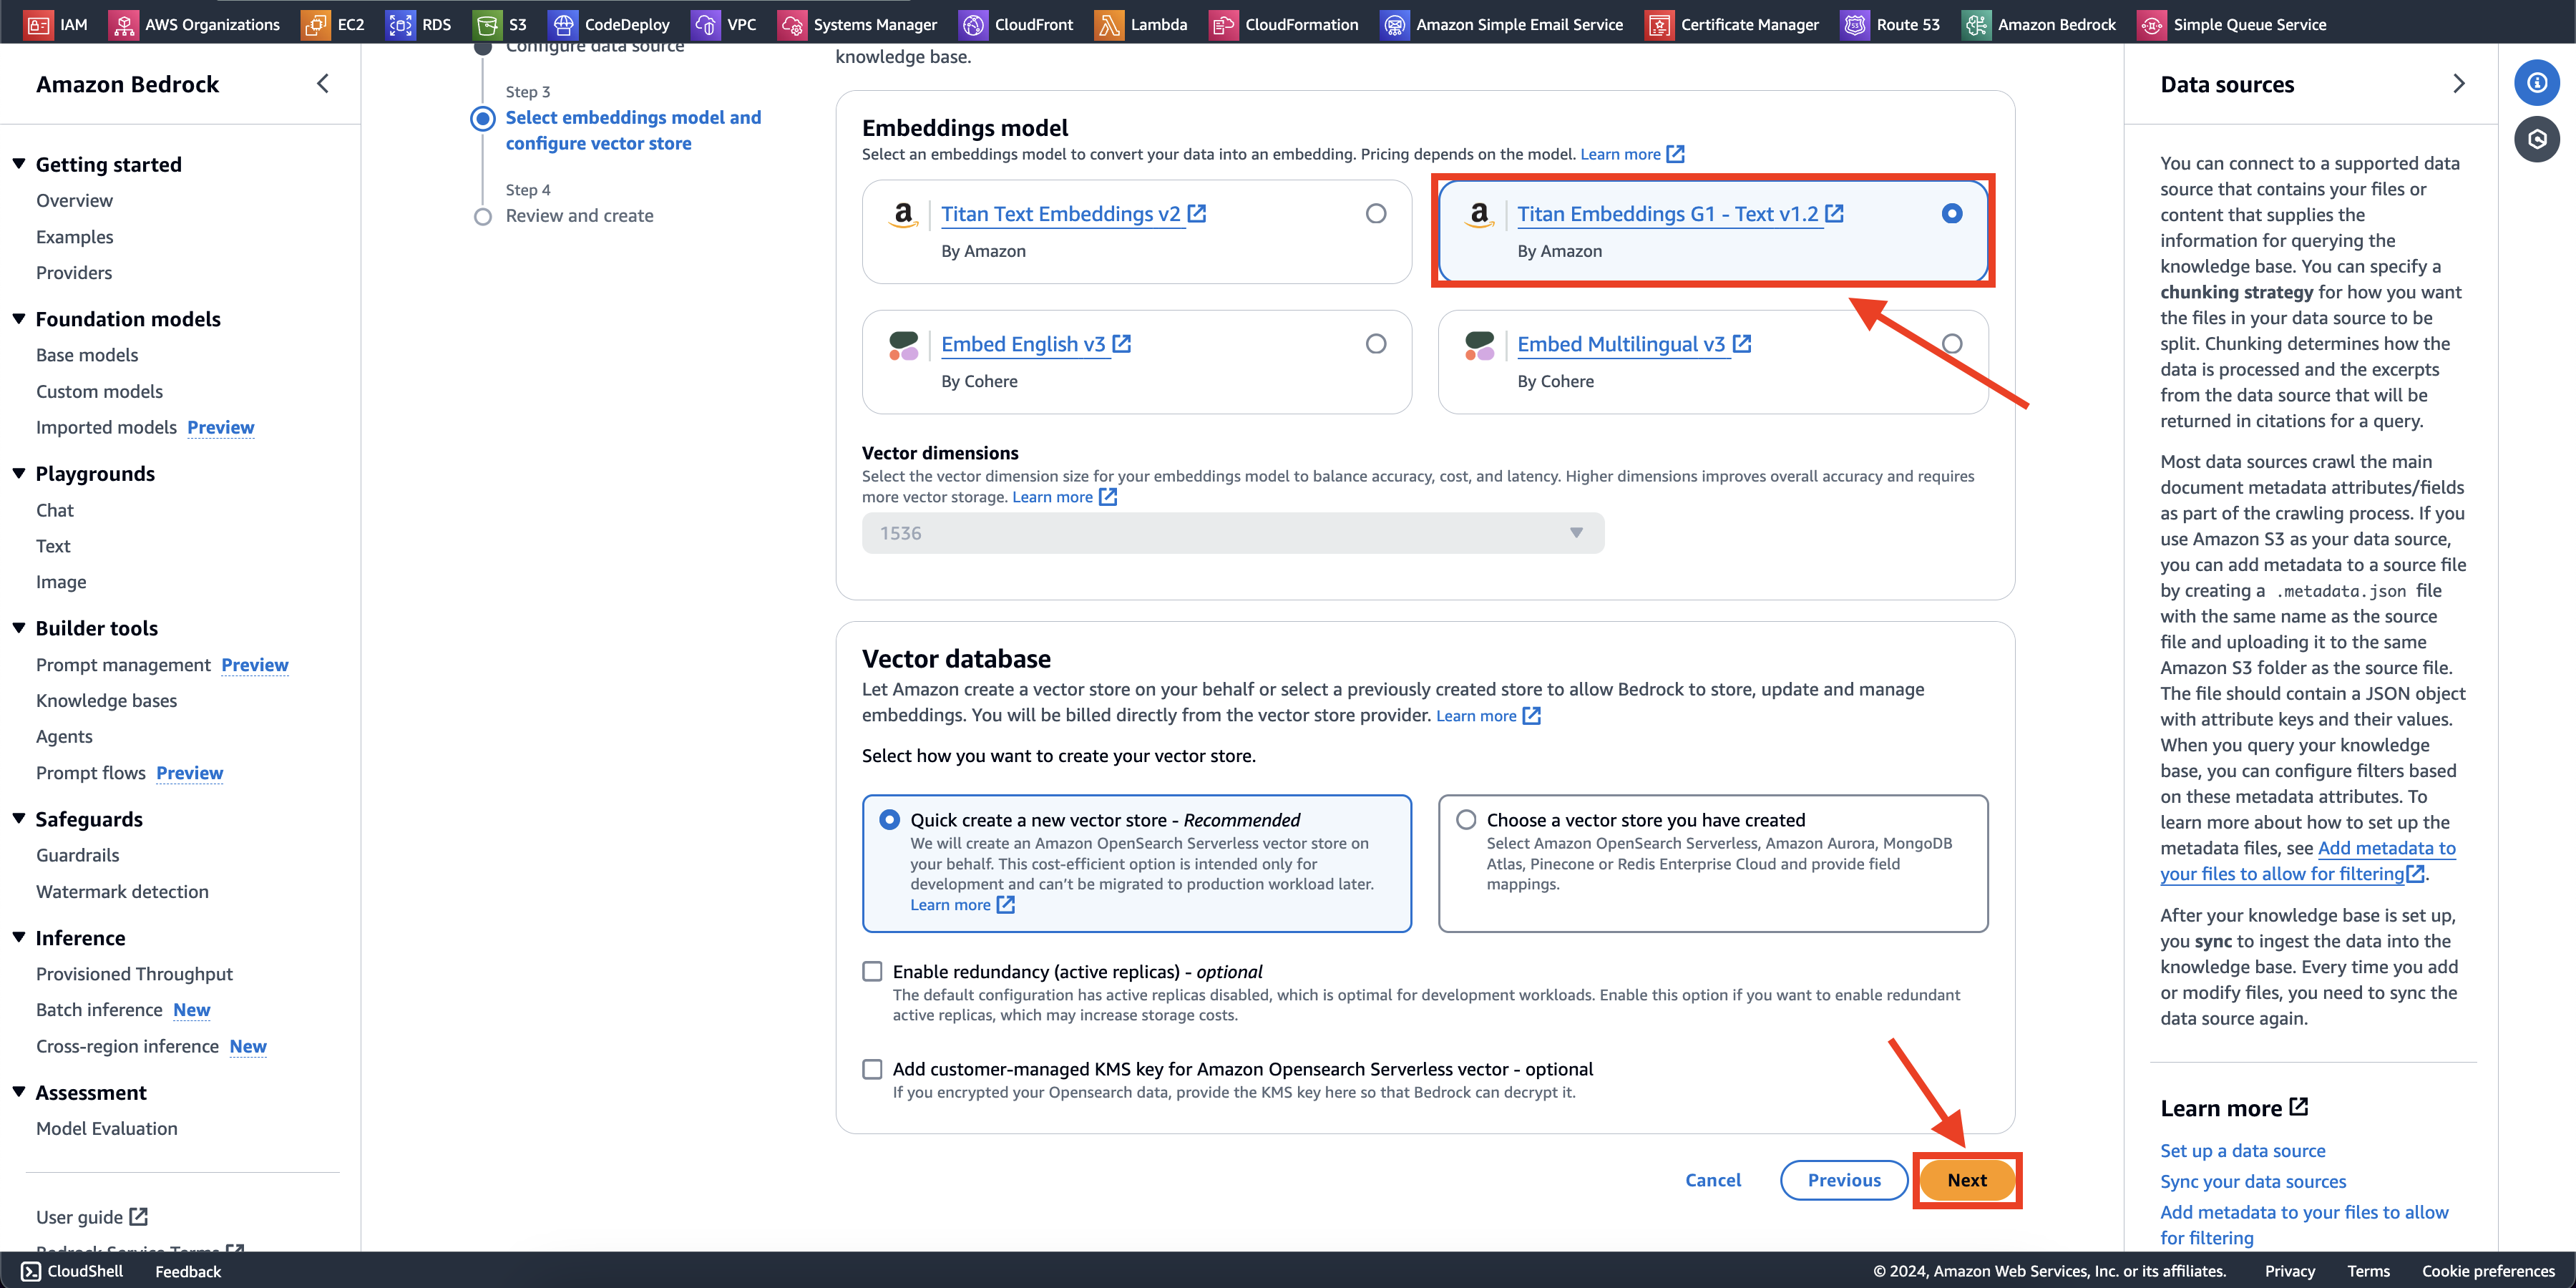 IAM AWS Organizations EC2 RDS S3 CodeDeploy VPC Systems Manager CloudFront Lambda CloudFormation Amazon Simple Email Service Certificate Manager Route 53 Amazon Bedrock Simple Queue Service
Amazon Bedrock
Getting started
Overview
Examples
Providers
Foundation models
Base models
Custom models
Imported models Preview
Playgrounds
Chat
Text
Image
Builder tools
Prompt management Preview
Knowledge bases
Agents
Prompt flows Preview
Safeguards
Guardrails
Watermark detection
Inference
Provisioned Throughput
Batch inference New
Cross-region inference New
Assessment
Model Evaluation
User guide
Bedrock Service Terms
Configure data source
Step 3
Select embeddings model and
configure vector store
Step 4
Review and create
knowledge base.
Embeddings model
Select an embeddings model to convert your data into an embedding. Pricing depends on the model. Learn more
a Titan Text Embeddings v2
By Amazon
a Titan Embeddings G1 - Text v1.2
By Amazon
Embed English v3
By Cohere
Embed Multilingual v3
By Cohere
Vector dimensions
Select the vector dimension size for your embeddings model to balance accuracy, cost, and latency. Higher dimensions improves overall accuracy and requires
more vector storage. Learn more
1536
Vector database
Let Amazon create a vector store on your behalf or select a previously created store to allow Bedrock to store, update and manage
embeddings. You will be billed directly from the vector store provider. Learn more
Select how you want to create your vector store.
Quick create a new vector store - Recommended
We will create an Amazon OpenSearch Serverless vector store on
your behalf. This cost-efficient option is intended only for
development and can't be migrated to production workload later.
Learn more
Choose a vector store you have created
Select Amazon OpenSearch Serverless, Amazon Aurora, MongoDB
Atlas, Pinecone or Redis Enterprise Cloud and provide field
mappings.
Enable redundancy (active replicas) - optional
The default configuration has active replicas disabled, which is optimal for development workloads. Enable this option if you want to enable redundant
active replicas, which may increase storage costs.
Add customer-managed KMS key for Amazon Opensearch Serverless vector - optional
If you encrypted your Opensearch data, provide the KMS key here so that Bedrock can decrypt it.
Cancel Previous Next
Data sources
You can connect to a supported data
source that contains your files or
content that supplies the
information for querying the
knowledge base. You can specify a
chunking strategy for how you want
the files in your data source to be
split. Chunking determines how the
data is processed and the excerpts
from the data source that will be
returned in citations for a query.
Most data sources crawl the main
document metadata attributes/fields
as part of the crawling process. If you
use Amazon S3 as your data source,
you can add metadata to a source file
by creating a .metadata.json file
with the same name as the source
file and uploading it to the same
Amazon S3 folder as the source file.
The file should contain a JSON object
with attribute keys and their values.
When you query your knowledge
base, you can configure filters based
on these metadata attributes. To
learn more about how to set up the
metadata files, see Add metadata to
your files to allow for filtering.
After your knowledge base is set up,
you sync to ingest the data into the
knowledge base. Every time you add
or modify files, you need to sync the
data source again.
Learn more
Set up a data source
Sync your data sources
Add metadata to your files to allow
for filtering
CloudShell Feedback © 2024, Amazon Web Services, Inc. or its affiliates. Privacy Terms Cookie preferences